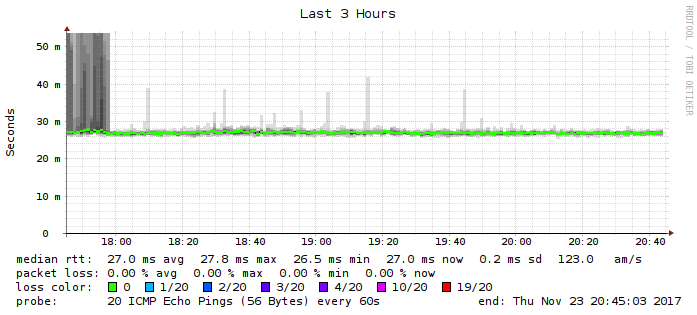 Last 3 Hours
RRDTOOL / TOBI OETIKER
Seconds
50 m
40 m
30 m
20 m
10 m
0
18:00 18:20 18:40 19:00 19:20 19:40 20:00 20:20 20:40
median rtt: 27.0 ms avg 27.8 ms max 26.5 ms min 27.0 ms now 0.2 ms sd 123.0 am/s
packet loss: 0.00 % avg 0.00 % max 0.00 % min 0.00 % now
loss color: 0 1/20 2/20 3/20 4/20 10/20 19/20
probe: 20 ICMP Echo Pings (56 Bytes) every 60s end: Thu Nov 23 20:45:03 2017